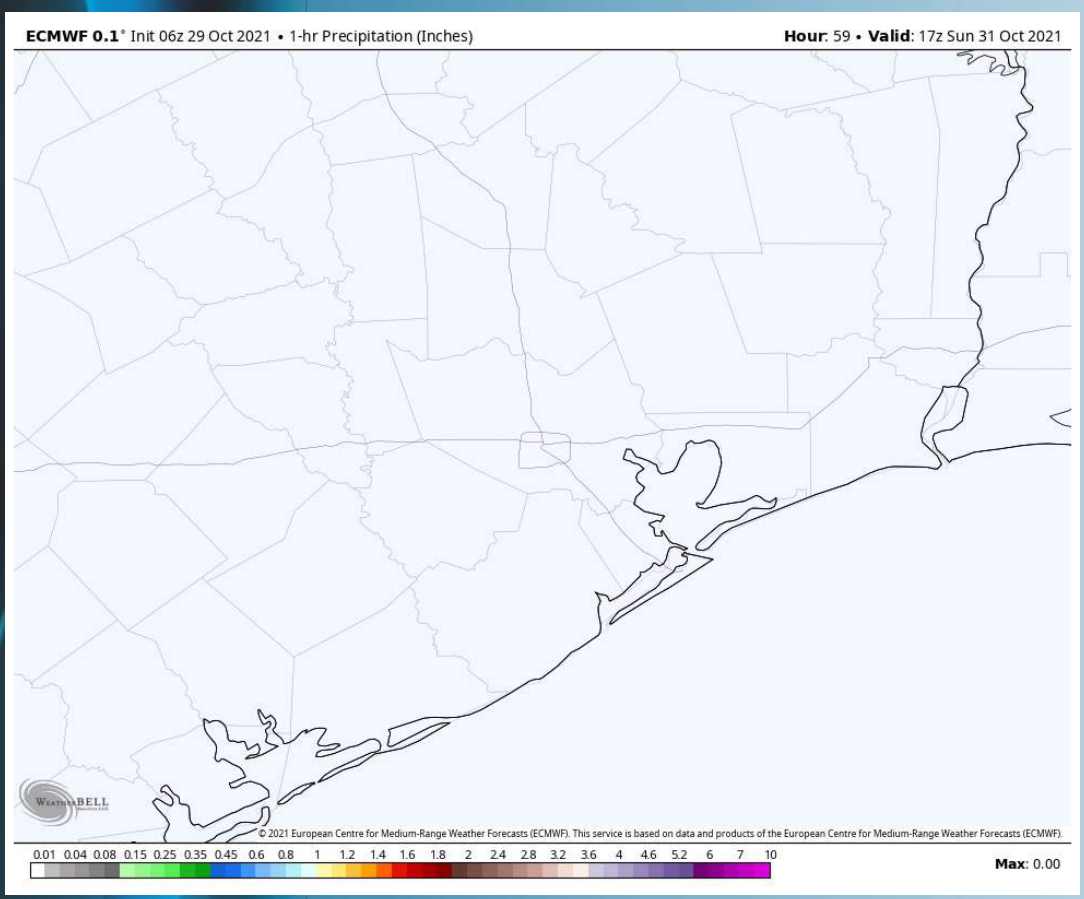 ECMWF 0.1° Init 06z 29 Oct 2021 • 1-hr Precipitation (Inches) Hour: 59 • Valid: 17z Sun 31 Oct 2021
WEATHERBELL
© 2021 European Centre for Medium-Range Weather Forecasts (ECMWF). This service is based on data and products of the European Centre for Medium-Range Weather Forecasts (ECMWF).
0.01 0.04 0.08 0.15 0.25 0.35 0.45 0.6 0.8 1 1.2 1.4 1.6 1.8 2 2.4 2.8 3.2 3.6 4 4.6 5.2 6 7 10
Max: 0.00